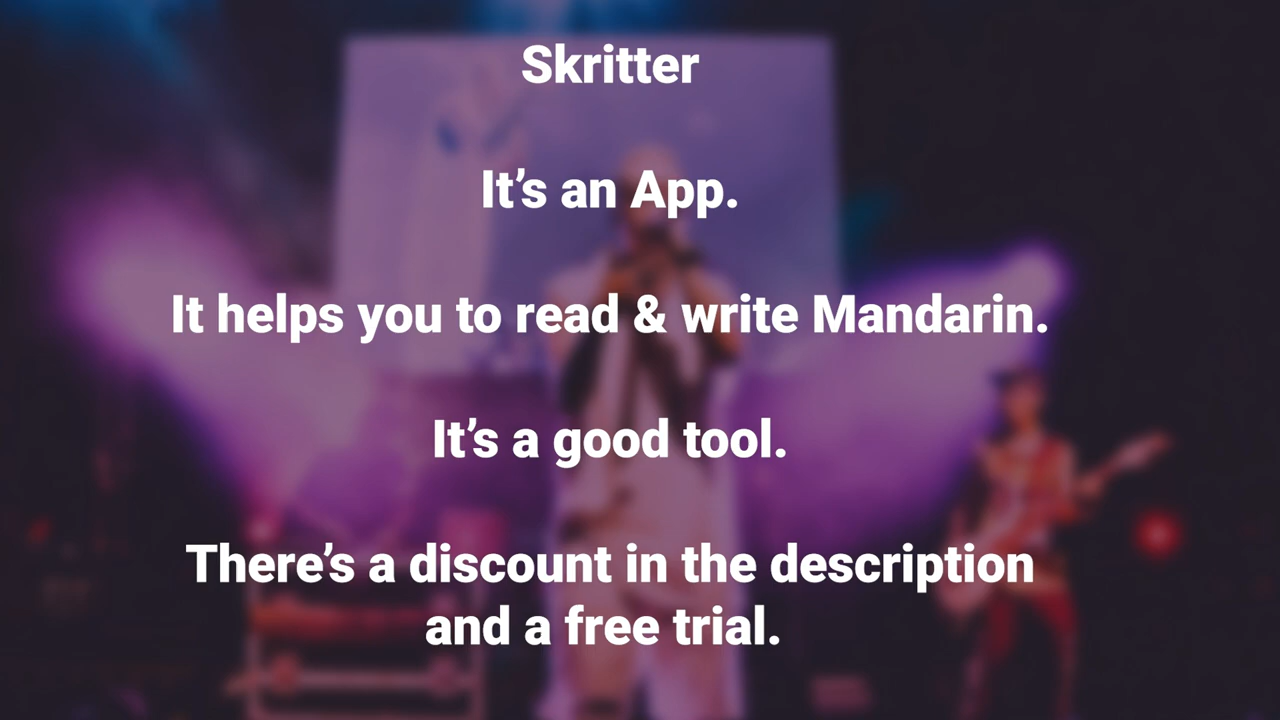 Skritter
It’s an App.
It helps you to read & write Mandarin.
It’s a good tool.
There’s a discount in the description
and a free trial.